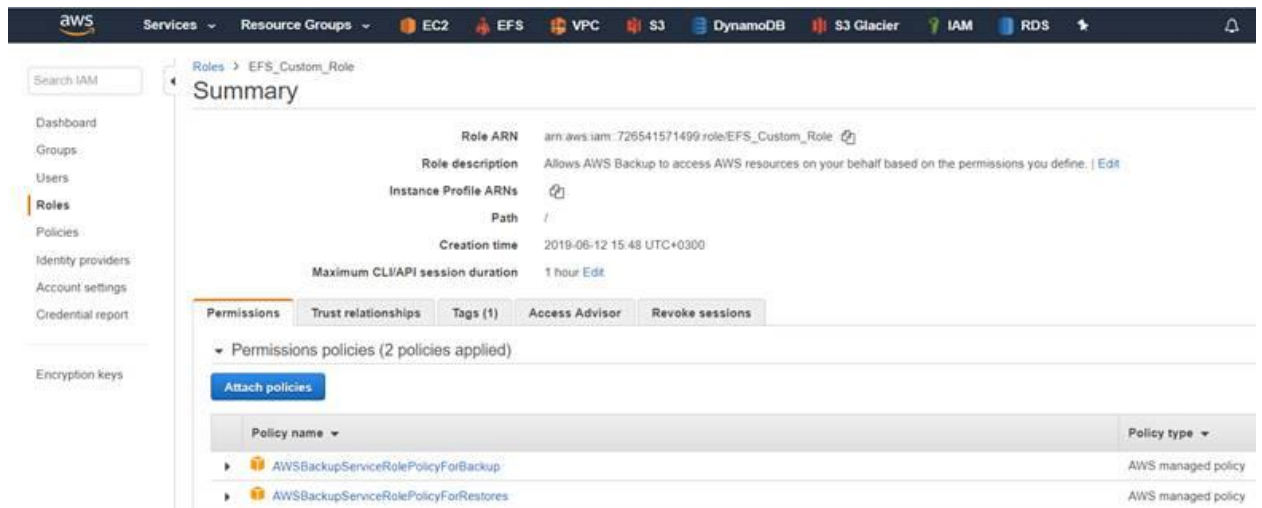 aws Services Resource Groups EC2 EFS VPC S3 DynamoDB S3 Glacier IAM RDS
Search IAM
Dashboard
Groups
Users
Roles
Policies
Identity providers
Account settings
Credential report
Encryption keys
Roles > EFS_Custom_Role
Summary
Role ARN arn:aws:iam::726541571499:role/EFS_Custom_Role
Role description Allows AWS Backup to access AWS resources on your behalf based on the permissions you define. | Edit
Instance Profile ARNs
Path /
Creation time 2019-06-12 15:48 UTC+0300
Maximum CLI/API session duration 1 hour Edit
Permissions Trust relationships Tags (1) Access Advisor Revoke sessions
Permissions policies (2 policies applied)
Attach policies
Policy name Policy type
AWSBackupServiceRolePolicyForBackup AWS managed policy
AWSBackupServiceRolePolicyForRestores AWS managed policy